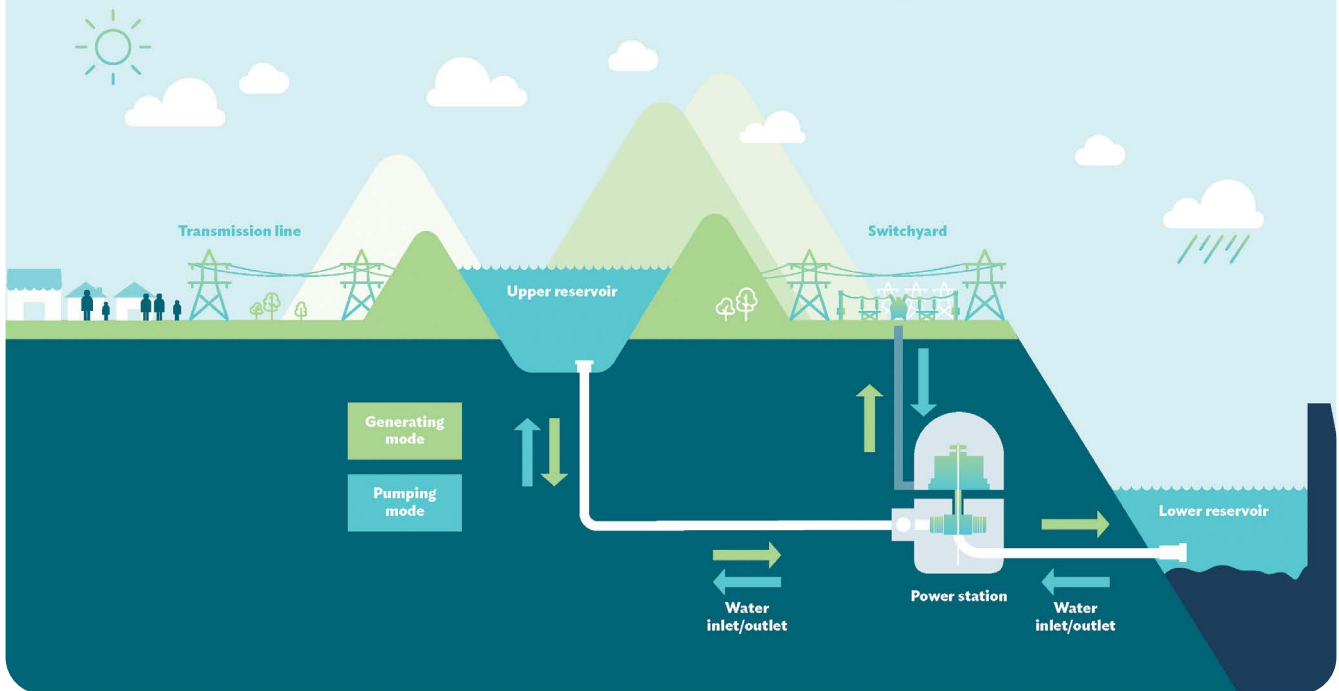 Transmission line
Switchyard
Upper reservoir
Generating
mode
Pumping
mode
Lower reservoir
Power station
Water
inlet/outlet
Water
inlet/outlet